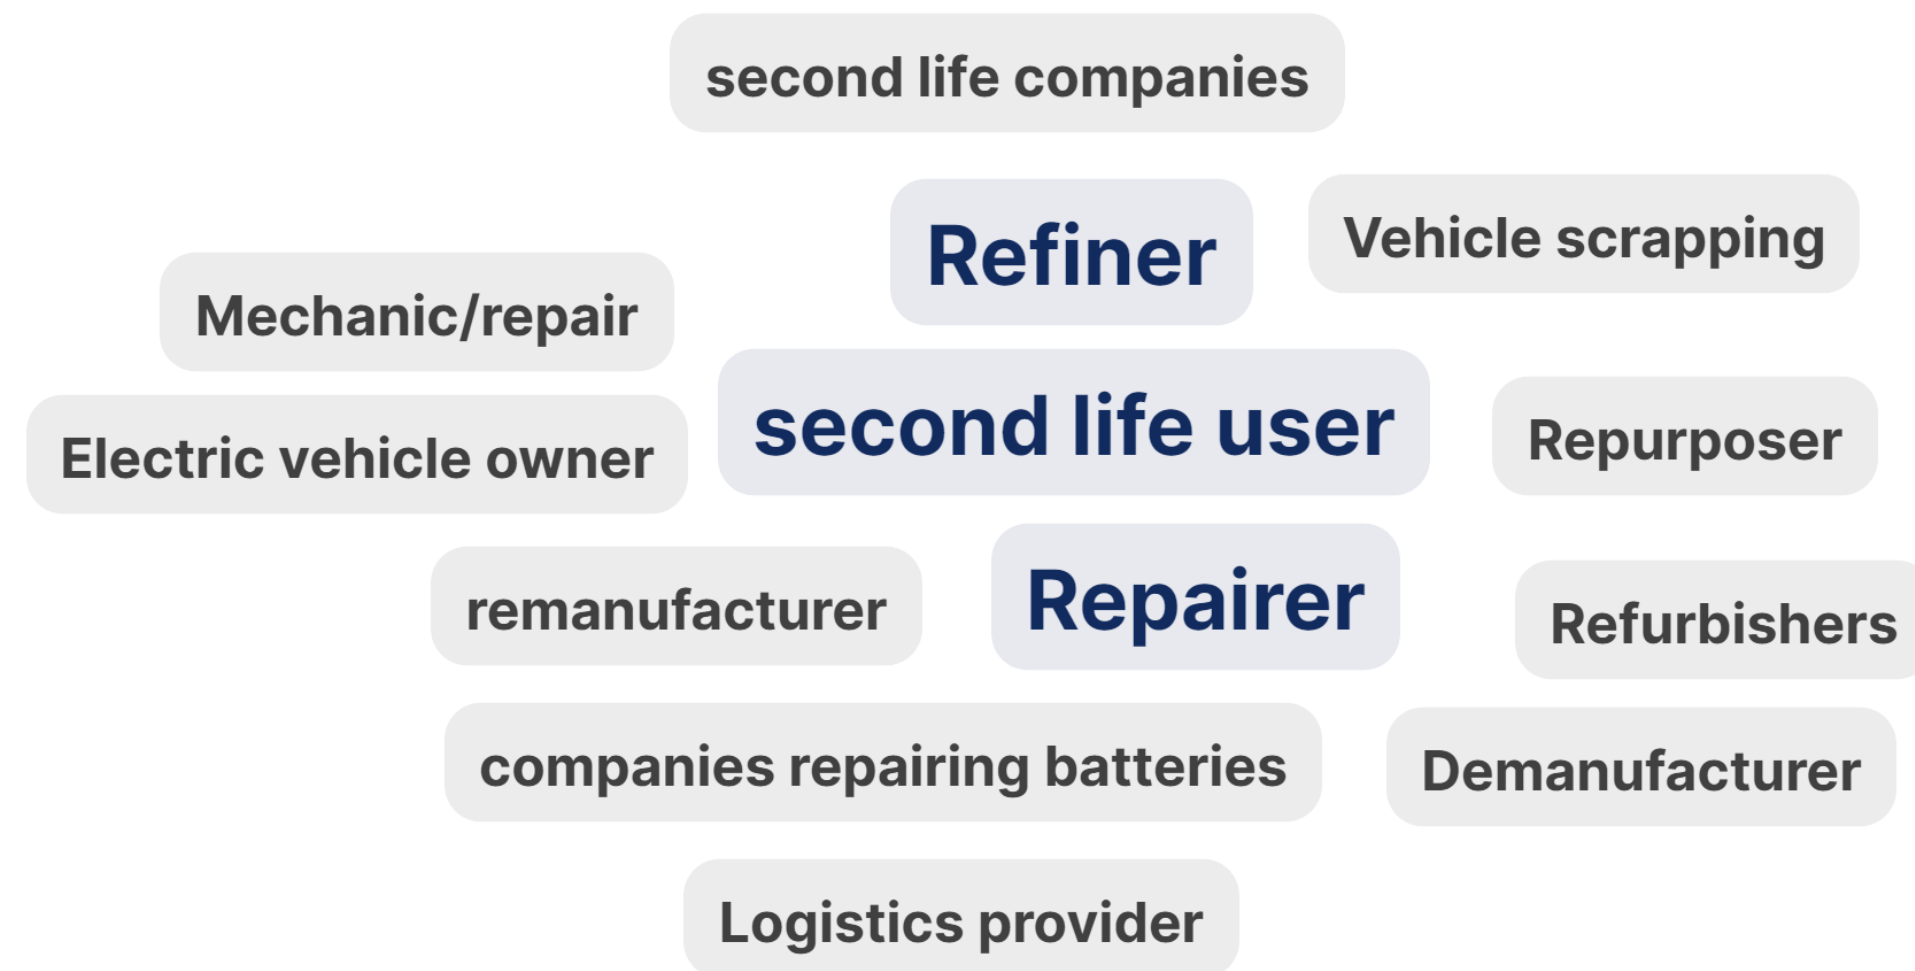 second life companies
Refiner
Vehicle scrapping
Mechanic/repair
second life user
Electric vehicle owner
Repurposer
remanufacturer
Repairer
Refurbishers
companies repairing batteries
Demanufacturer
Logistics provider